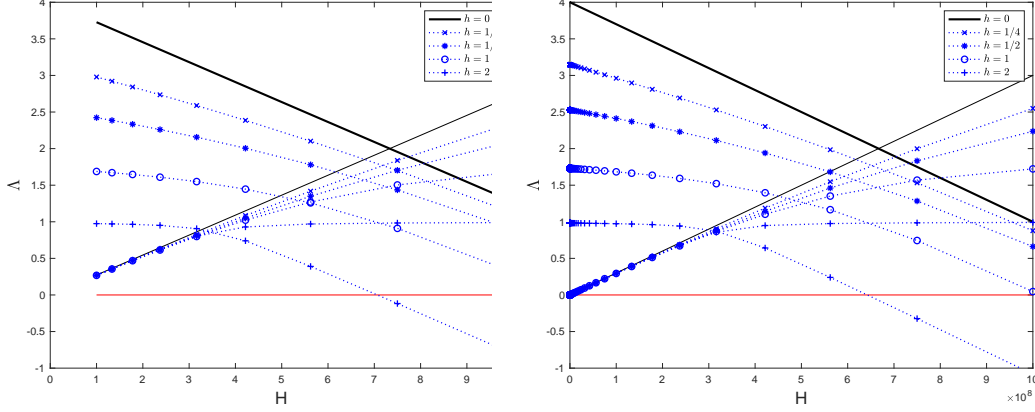 4
3.5
3
2.5
2
1.5
1
0.5
0
-0.5
-1
Λ
0 1 2 3 4 5 6 7 8 9
H
h = 0
h = 1/
h = 1/
h = 1
h = 2
4
3.5
3
2.5
2
1.5
1
0.5
0
-0.5
-1
Λ
0 1 2 3 4 5 6 7 8 9 10
H
×10⁸
h = 0
h = 1/4
h = 1/2
h = 1
h = 2